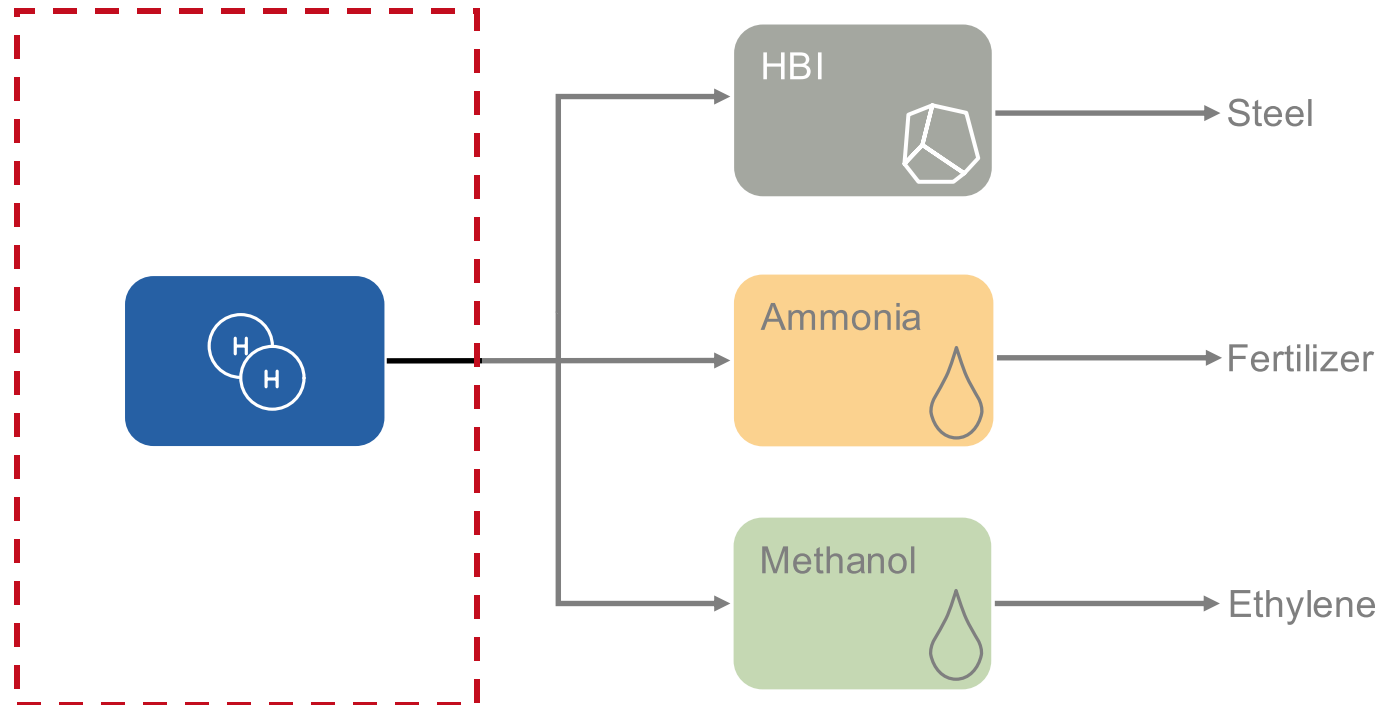 HBI
Steel
H
H
Ammonia
Fertilizer
Methanol
Ethylene